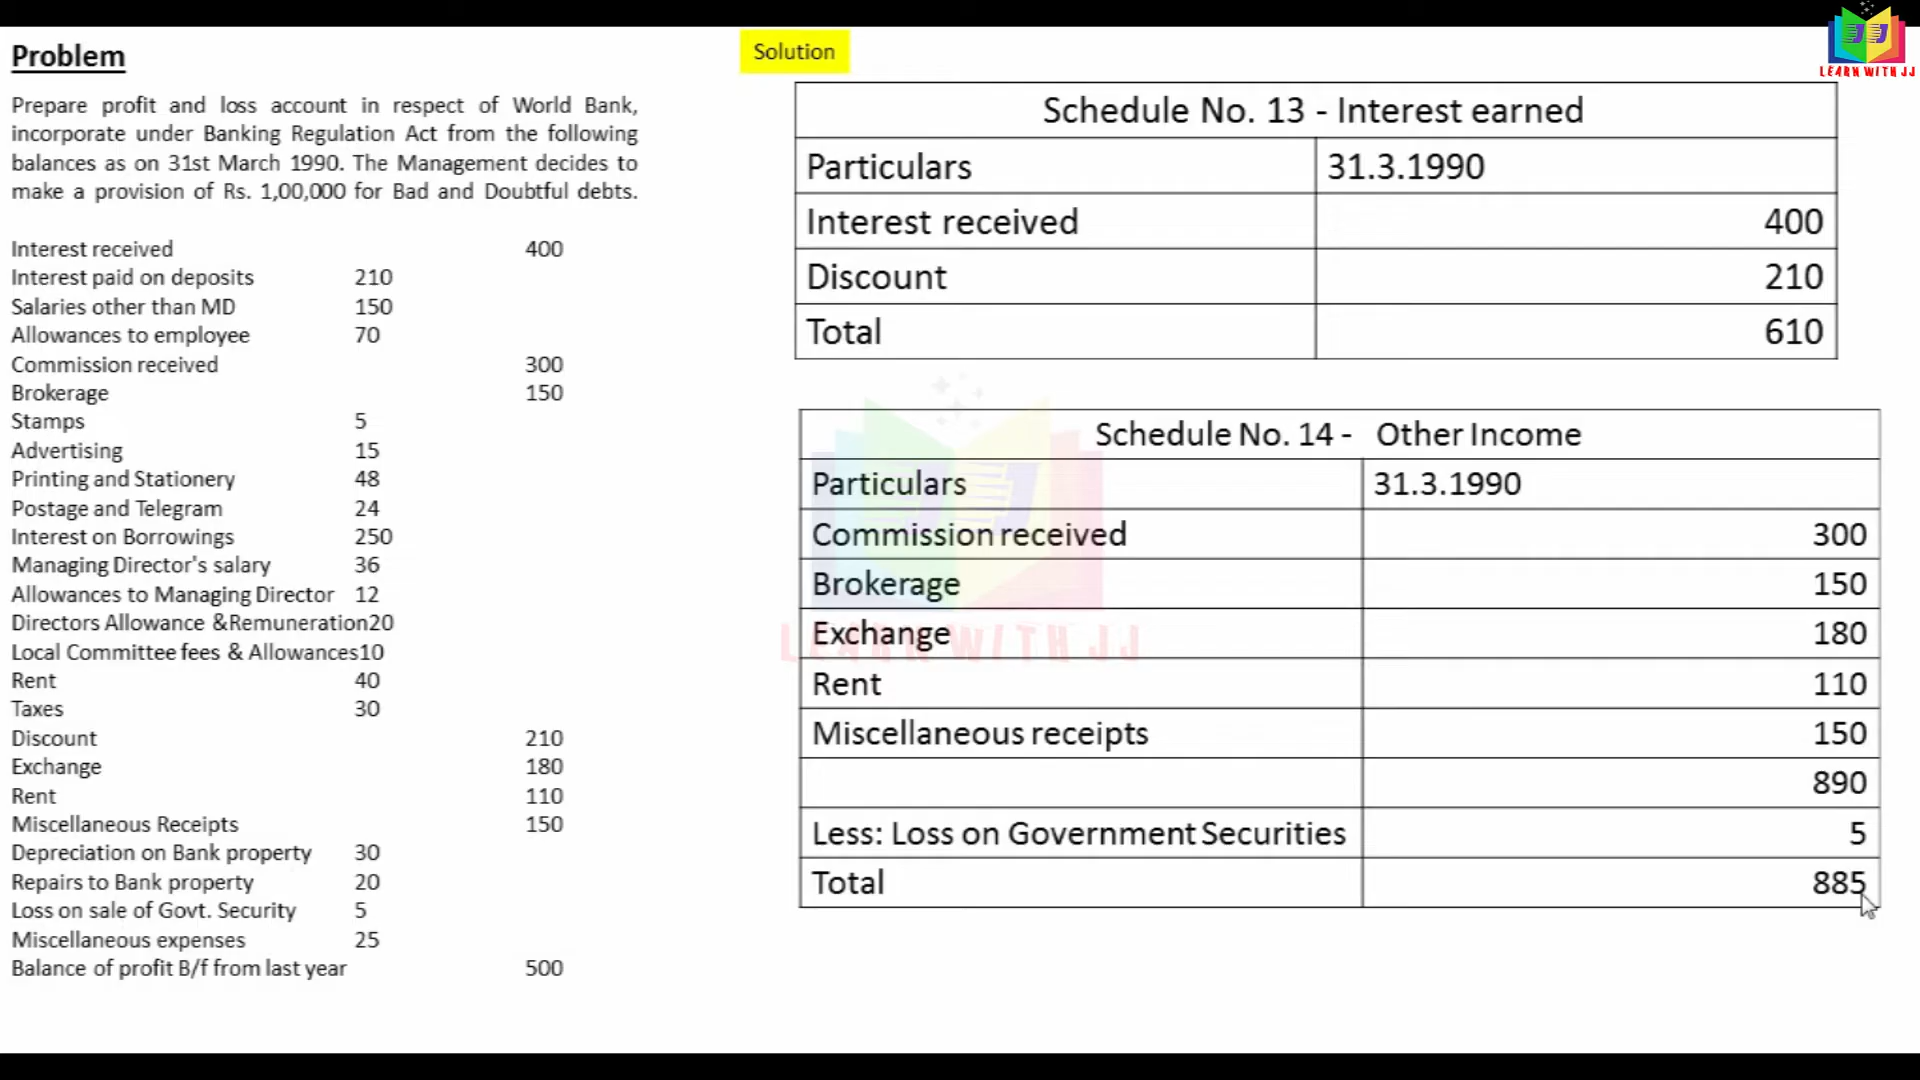 Problem
Prepare profit and loss account in respect of World Bank,
incorporate under Banking Regulation Act from the following
balances as on 31st March 1990. The Management decides to
make a provision of Rs. 1,00,000 for Bad and Doubtful debts.
Interest received 400
Interest paid on deposits 210
Salaries other than MD 150
Allowances to employee 70
Commission received 300
Brokerage 150
Stamps 5
Advertising 15
Printing and Stationery 48
Postage and Telegram 24
Interest on Borrowings 250
Managing Director's salary 36
Allowances to Managing Director 12
Directors Allowance &Remuneration20
Local Committee fees & Allowances10
Rent 40
Taxes 30
Discount 210
Exchange 180
Rent 110
Miscellaneous Receipts 150
Depreciation on Bank property 30
Repairs to Bank property 20
Loss on sale of Govt. Security 5
Miscellaneous expenses 25
Balance of profit B/f from last year 500
Solution
Schedule No. 13 - Interest earned
Particulars 31.3.1990
Interest received 400
Discount 210
Total 610
Schedule No. 14 - Other Income
Particulars 31.3.1990
Commission received 300
Brokerage 150
Exchange 180
Rent 110
Miscellaneous receipts 150
890
Less: Loss on Government Securities 5
Total 885
LEARN WITH JJ
LEARN WITH JJ